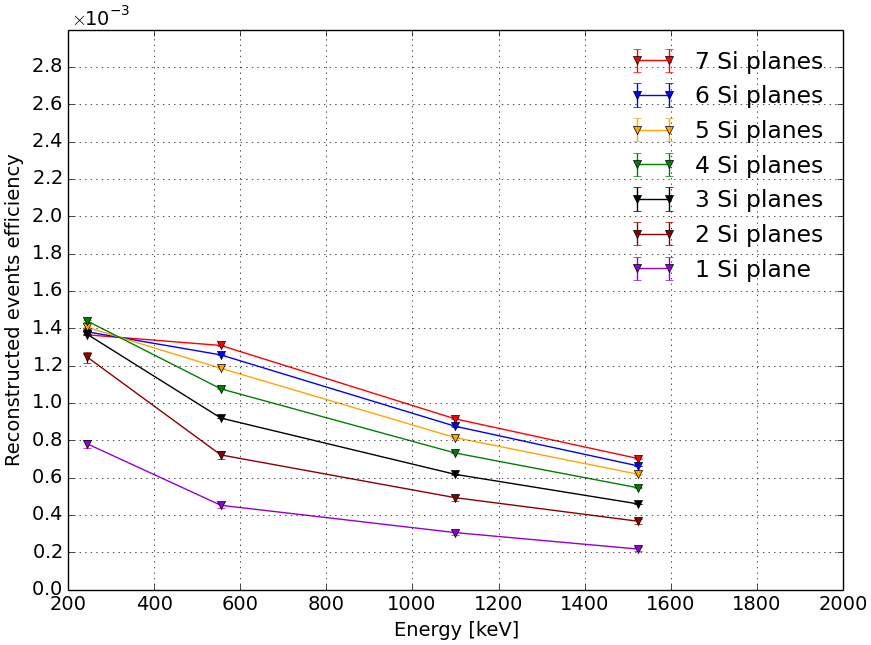 ×10⁻³
2.8
2.6
2.4
2.2
2.0
1.8
1.6
1.4
1.2
1.0
0.8
0.6
0.4
0.2
0.0
Reconstructed events efficiency
7 Si planes
6 Si planes
5 Si planes
4 Si planes
3 Si planes
2 Si planes
1 Si plane
200 400 600 800 1000 1200 1400 1600 1800 2000
Energy [keV]